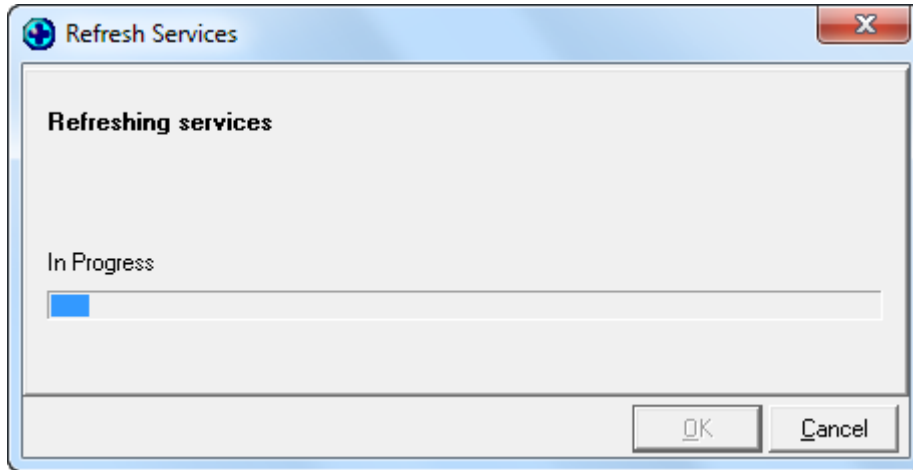 Refresh Services
Refreshing services
In Progress
OK
Cancel